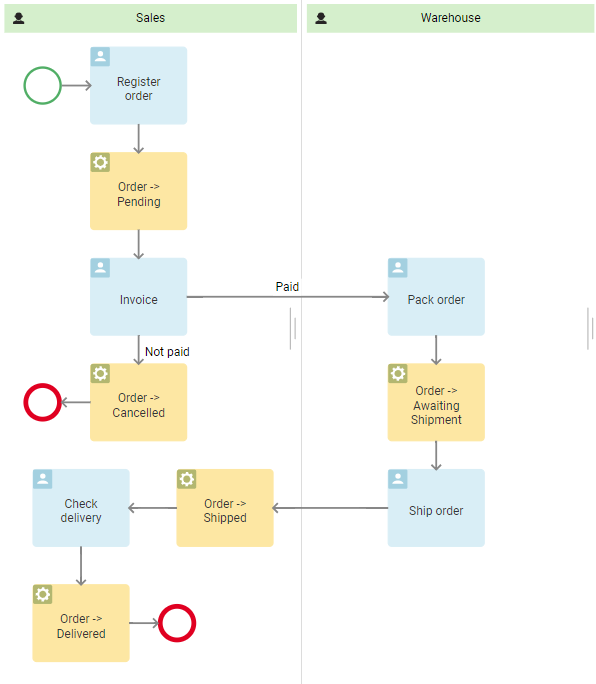 Sales
Warehouse
Register
order
Order ->
Pending
Invoice
Paid
Pack order
Not paid
Order ->
Cancelled
Order ->
Awaiting
Shipment
Check
delivery
Order ->
Shipped
Ship order
Order ->
Delivered